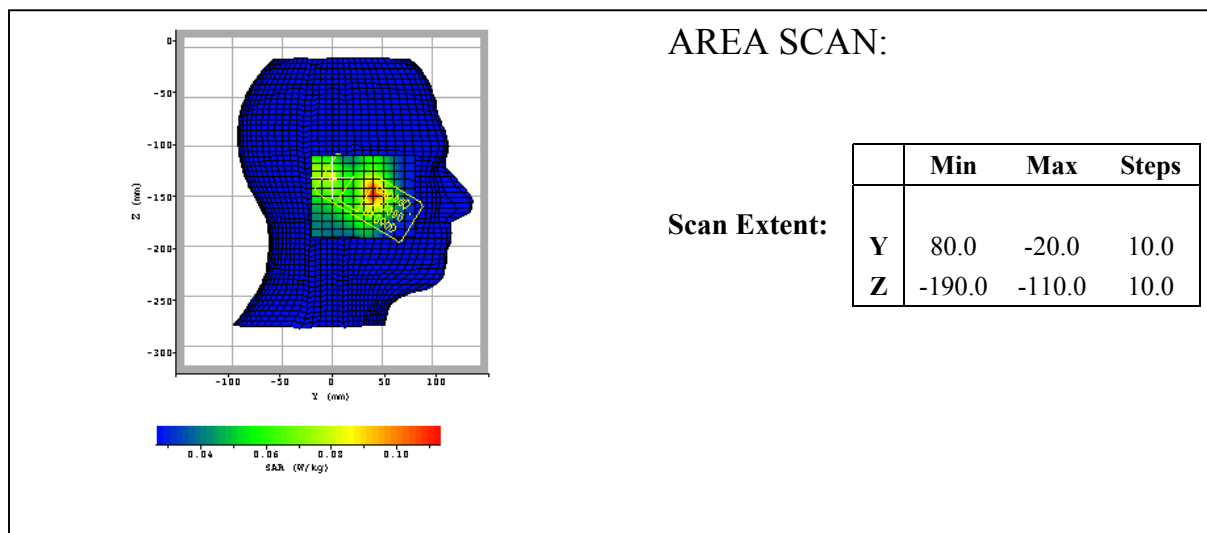 AREA SCAN:
0
-50
-100
-150
-200
-250
-300
Z (mm)
-100 -50 0 50 100
Y (mm)
0.04 0.06 0.08 0.10
SAR (W/kg)
Scan Extent:
Min Max Steps
Y 80.0 -20.0 10.0
Z -190.0 -110.0 10.0